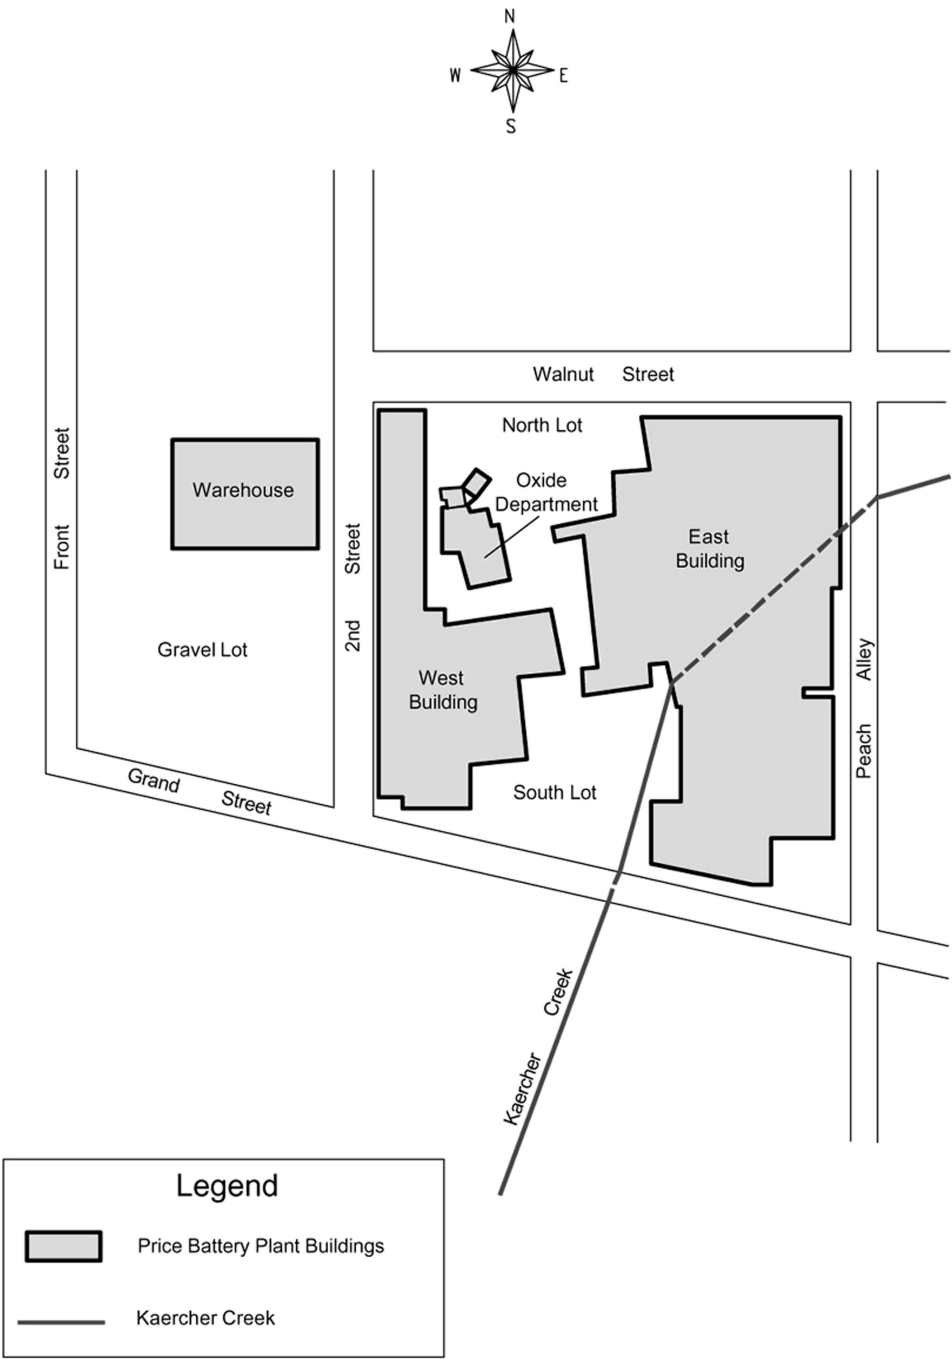 N
W
E
S
Walnut Street
North Lot
Front Street
Warehouse
Oxide
Department
East
Building
2nd Street
Gravel Lot
West
Building
Peach Alley
South Lot
Grand Street
Kaercher Creek
Legend
Price Battery Plant Buildings
Kaercher Creek